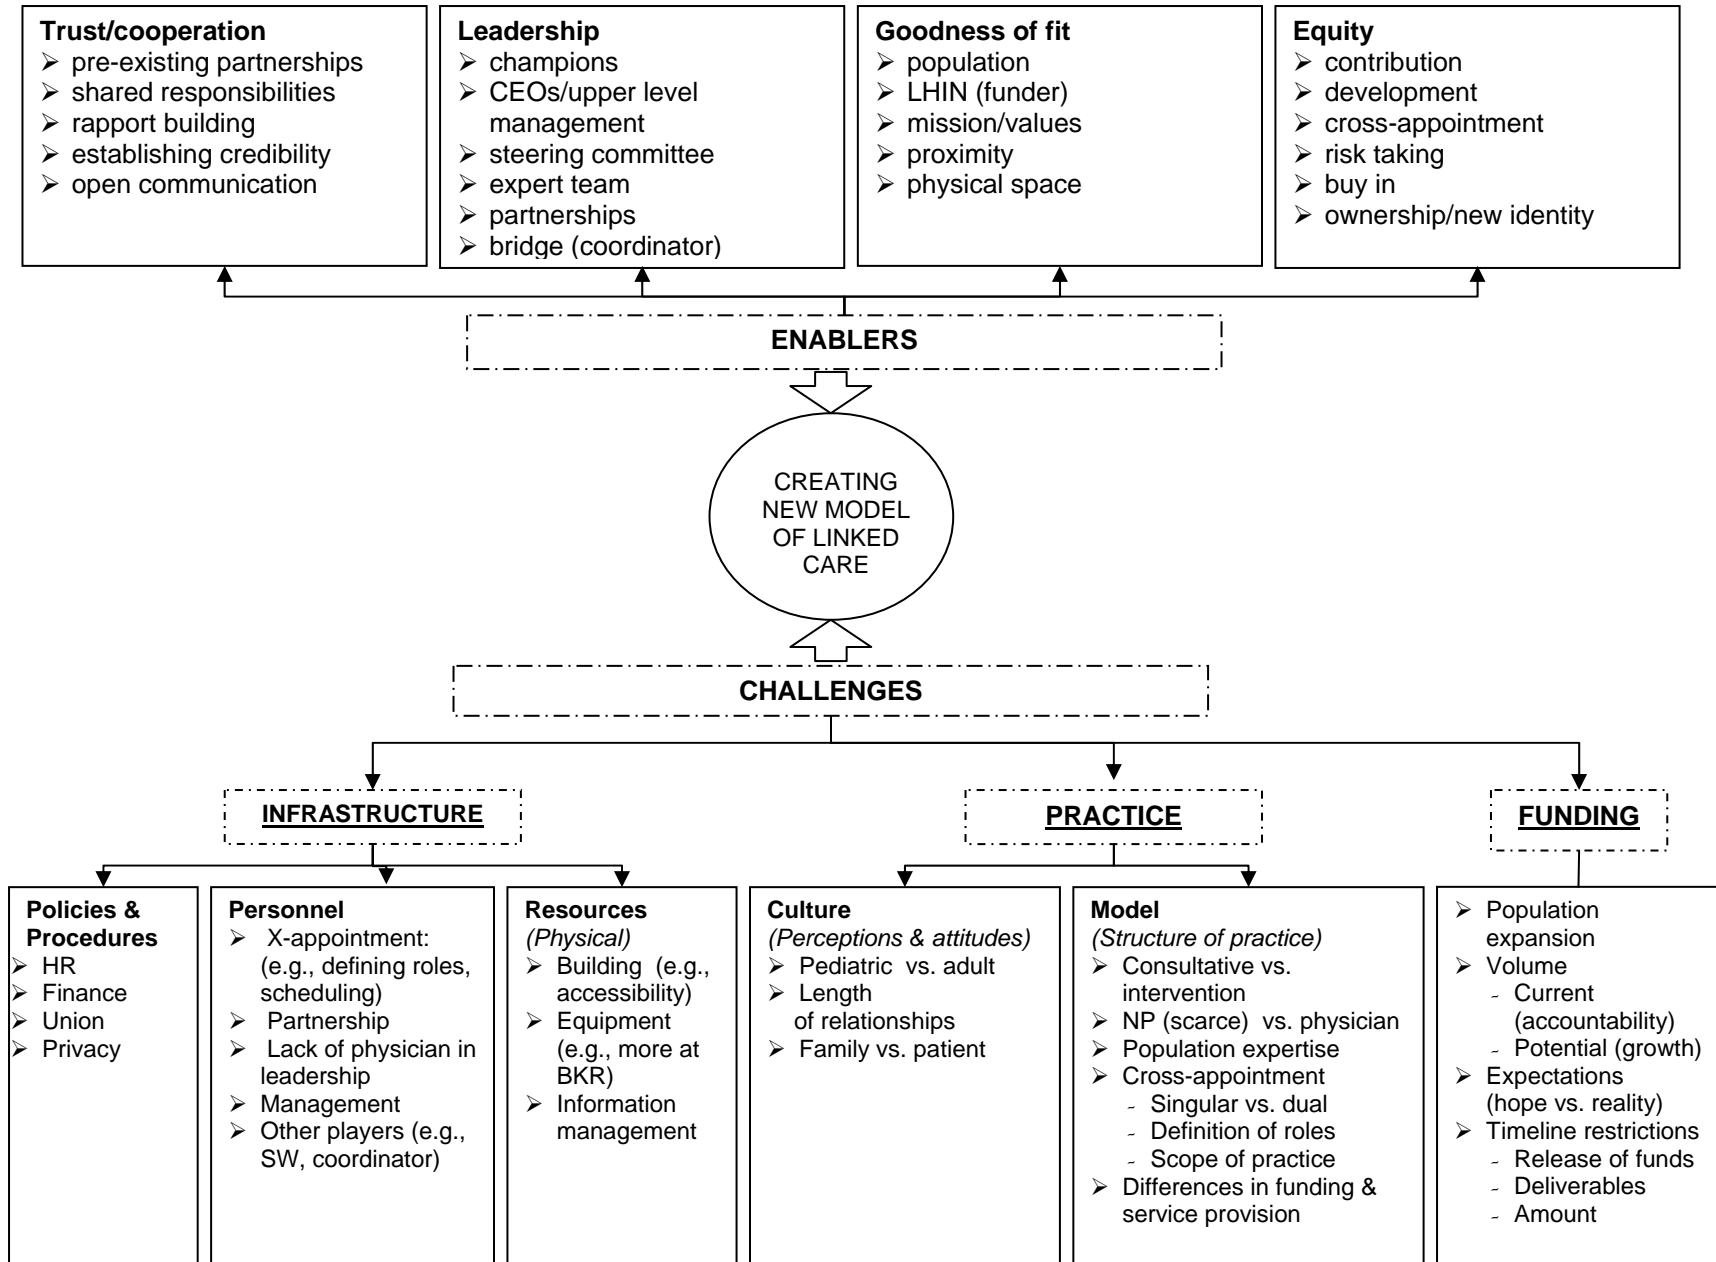 Trust/cooperation
➢ pre-existing partnerships
➢ shared responsibilities
➢ rapport building
➢ establishing credibility
➢ open communication
Leadership
➢ champions
➢ CEOs/upper level
management
➢ steering committee
➢ expert team
➢ partnerships
➢ bridge (coordinator)
Goodness of fit
➢ population
➢ LHIN (funder)
➢ mission/values
➢ proximity
➢ physical space
Equity
➢ contribution
➢ development
➢ cross-appointment
➢ risk taking
➢ buy in
➢ ownership/new identity
ENABLERS
CREATING
NEW MODEL
OF LINKED
CARE
CHALLENGES
INFRASTRUCTURE
PRACTICE
FUNDING
Policies &
Procedures
➢ HR
➢ Finance
➢ Union
➢ Privacy
Personnel
➢ X-appointment:
(e.g., defining roles,
scheduling)
➢ Partnership
➢ Lack of physician in
leadership
➢ Management
➢ Other players (e.g.,
SW, coordinator)
Resources
(Physical)
➢ Building (e.g.,
accessibility)
➢ Equipment
(e.g., more at
BKR)
➢ Information
management
Culture
(Perceptions & attitudes)
➢ Pediatric vs. adult
➢ Length
of relationships
➢ Family vs. patient
Model
(Structure of practice)
➢ Consultative vs.
intervention
➢ NP (scarce) vs. physician
➢ Population expertise
➢ Cross-appointment
- Singular vs. dual
- Definition of roles
- Scope of practice
➢ Differences in funding &
service provision
➢ Population
expansion
➢ Volume
- Current
(accountability)
- Potential (growth)
➢ Expectations
(hope vs. reality)
➢ Timeline restrictions
- Release of funds
- Deliverables
- Amount